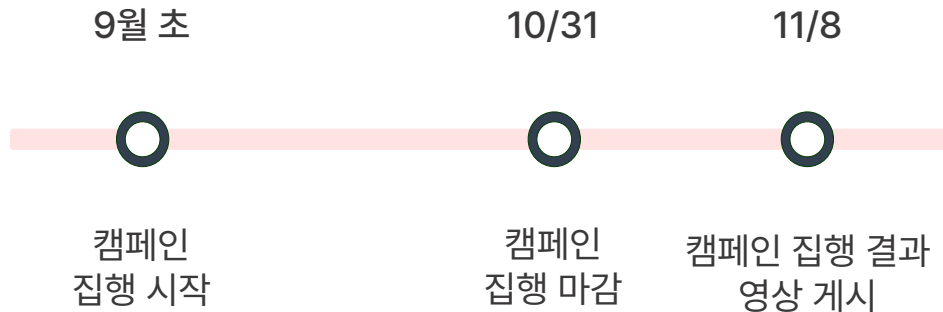 9월 초
10/31
11/8
캠페인
집행 시작
캠페인
집행 마감
캠페인 집행 결과
영상 게시